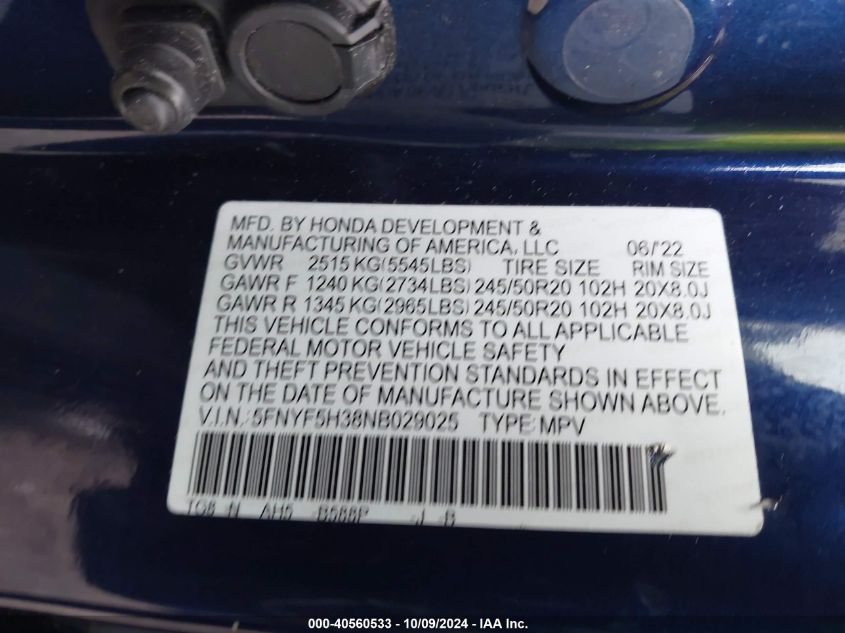 MFD. BY HONDA DEVELOPMENT &
MANUFACTURING OF AMERICA, LLC 06/'22
GVWR 2515 KG(5545LBS) TIRE SIZE RIM SIZE
GAWR F 1240 KG(2734LBS) 245/50R20 102H 20X8.0J
GAWR R 1345 KG(2965LBS) 245/50R20 102H 20X8.0J
THIS VEHICLE CONFORMS TO ALL APPLICABLE
FEDERAL MOTOR VEHICLE SAFETY
AND THEFT PREVENTION STANDARDS IN EFFECT
ON THE DATE OF MANUFACTURE SHOWN ABOVE.
V.I.N.: 5FNYF5H38NB029025 TYPE: MPV
TG8 N AH5 -B588P -J -B
000-40560533 - 10/09/2024 - IAA Inc.